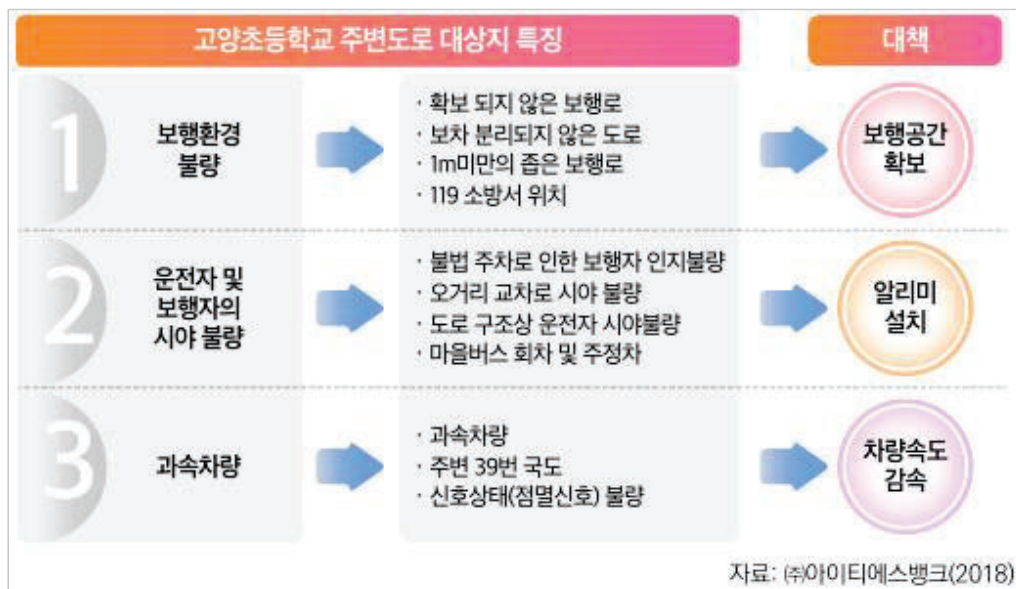 고양초등학교 주변도로 대상지 특징
대책
1
보행환경
불량
· 확보 되지 않은 보행로
· 보차 분리되지 않은 도로
· 1m미만의 좁은 보행로
· 119 소방서 위치
보행공간
확보
2
운전자 및
보행자의
시야 불량
· 불법 주차로 인한 보행자 인지불량
· 오거리 교차로 시야 불량
· 도로 구조상 운전자 시야불량
· 마을버스 회차 및 주정차
알리미
설치
3
과속차량
· 과속차량
· 주변 39번 국도
· 신호상태(점멸신호) 불량
차량속도
감속
자료: ㈜아이티에스뱅크(2018)